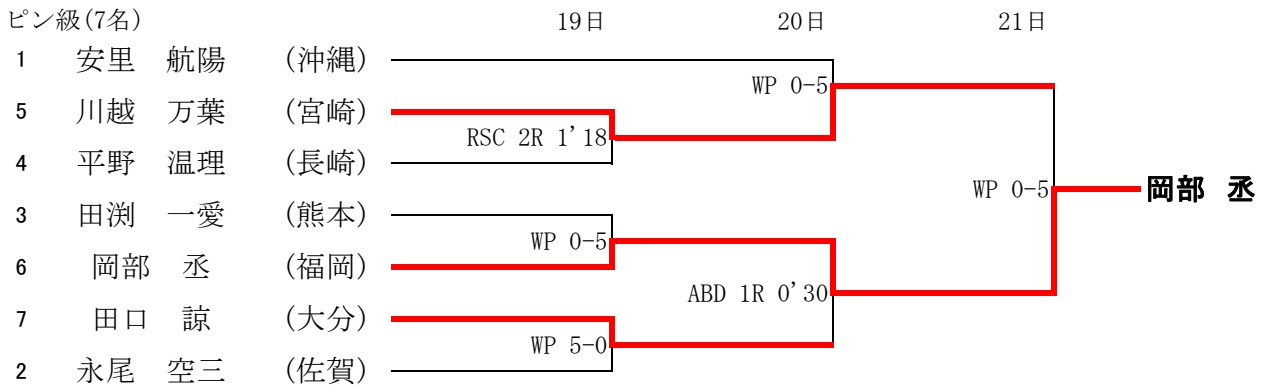 ピン級(7名) 19日 20日 21日
1 安里 航陽 (沖縄)
WP 0-5
5 川越 万葉 (宮崎)
RSC 2R 1'18
4 平野 温理 (長崎)
WP 0-5 岡部 丞
3 田渕 一愛 (熊本)
WP 0-5
6 岡部 丞 (福岡)
ABD 1R 0'30
7 田口 諒 (大分)
WP 5-0
2 永尾 空三 (佐賀)